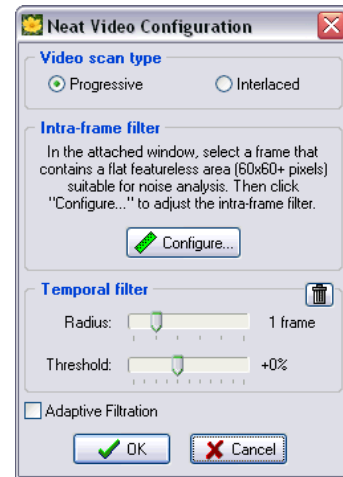 Neat Video Configuration
Video scan type
Progressive
Interlaced
Intra-frame filter
In the attached window, select a frame that
contains a flat featureless area (60x60+ pixels)
suitable for noise analysis. Then click
"Configure..." to adjust the intra-frame filter.
Configure...
Temporal filter
Radius: 1 frame
Threshold: +0%
Adaptive Filtration
OK
Cancel